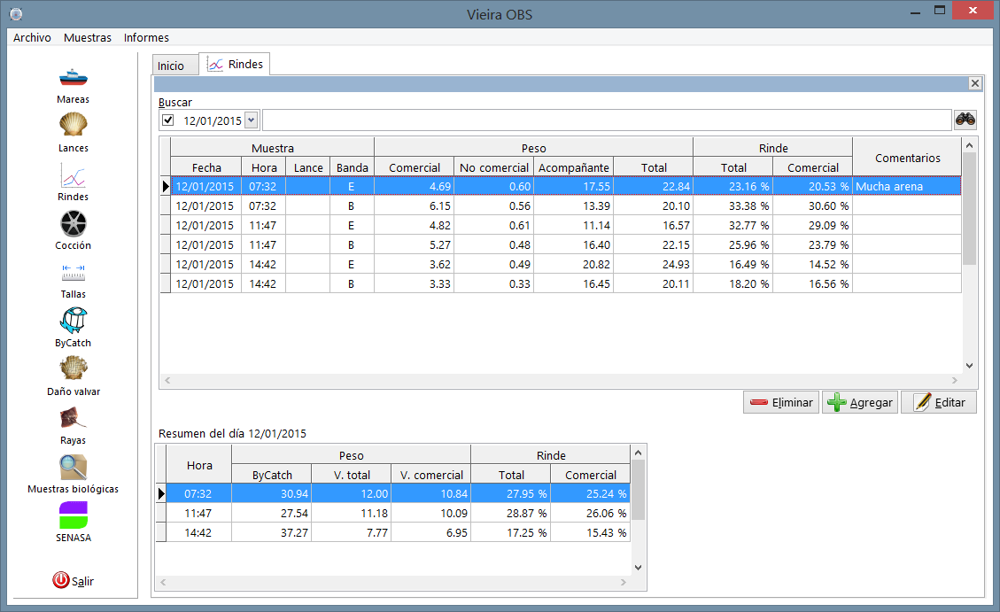 Vieira OBS
Archivo Muestras Informes
Mareas
Lances
Rindes
Cocción
Tallas
ByCatch
Daño valvar
Rayas
Muestras biológicas
SENASA
Salir
Inicio Rindes
Buscar
12/01/2015
Muestra Peso Rinde Comentarios
Fecha Hora Lance Banda Comercial No comercial Acompañante Total Total Comercial
12/01/2015 07:32 E 4.69 0.60 17.55 22.84 23.16 % 20.53 % Mucha arena
12/01/2015 07:32 B 6.15 0.56 13.39 20.10 33.38 % 30.60 %
12/01/2015 11:47 E 4.82 0.61 11.14 16.57 32.77 % 29.09 %
12/01/2015 11:47 B 5.27 0.48 16.40 22.15 25.96 % 23.79 %
12/01/2015 14:42 E 3.62 0.49 20.82 24.93 16.49 % 14.52 %
12/01/2015 14:42 B 3.33 0.33 16.45 20.11 18.20 % 16.56 %
Eliminar Agregar Editar
Resumen del día 12/01/2015
Hora Peso Rinde
ByCatch V. total V. comercial Total Comercial
07:32 30.94 12.00 10.84 27.95 % 25.24 %
11:47 27.54 11.18 10.09 28.87 % 26.06 %
14:42 37.27 7.77 6.95 17.25 % 15.43 %